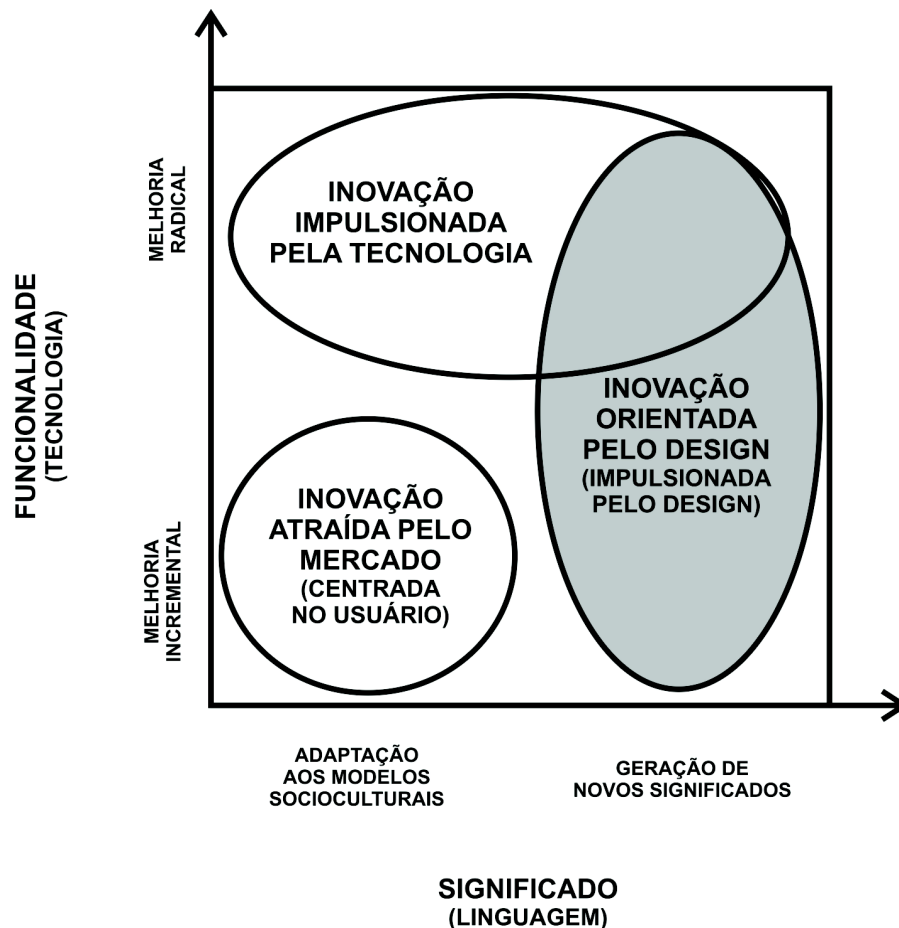 MELHORIA
RADICAL
INOVAÇÃO
IMPULSIONADA
PELA TECNOLOGIA
FUNCIONALIDADE
(TECNOLOGIA)
INOVAÇÃO
ORIENTADA
PELO DESIGN
(IMPULSIONADA
PELO DESIGN)
INOVAÇÃO
ATRAÍDA PELO
MERCADO
(CENTRADA
NO USUÁRIO)
MELHORIA
INCREMENTAL
ADAPTAÇÃO
AOS MODELOS
SOCIOCULTURAIS
GERAÇÃO DE
NOVOS SIGNIFICADOS
SIGNIFICADO
(LINGUAGEM)